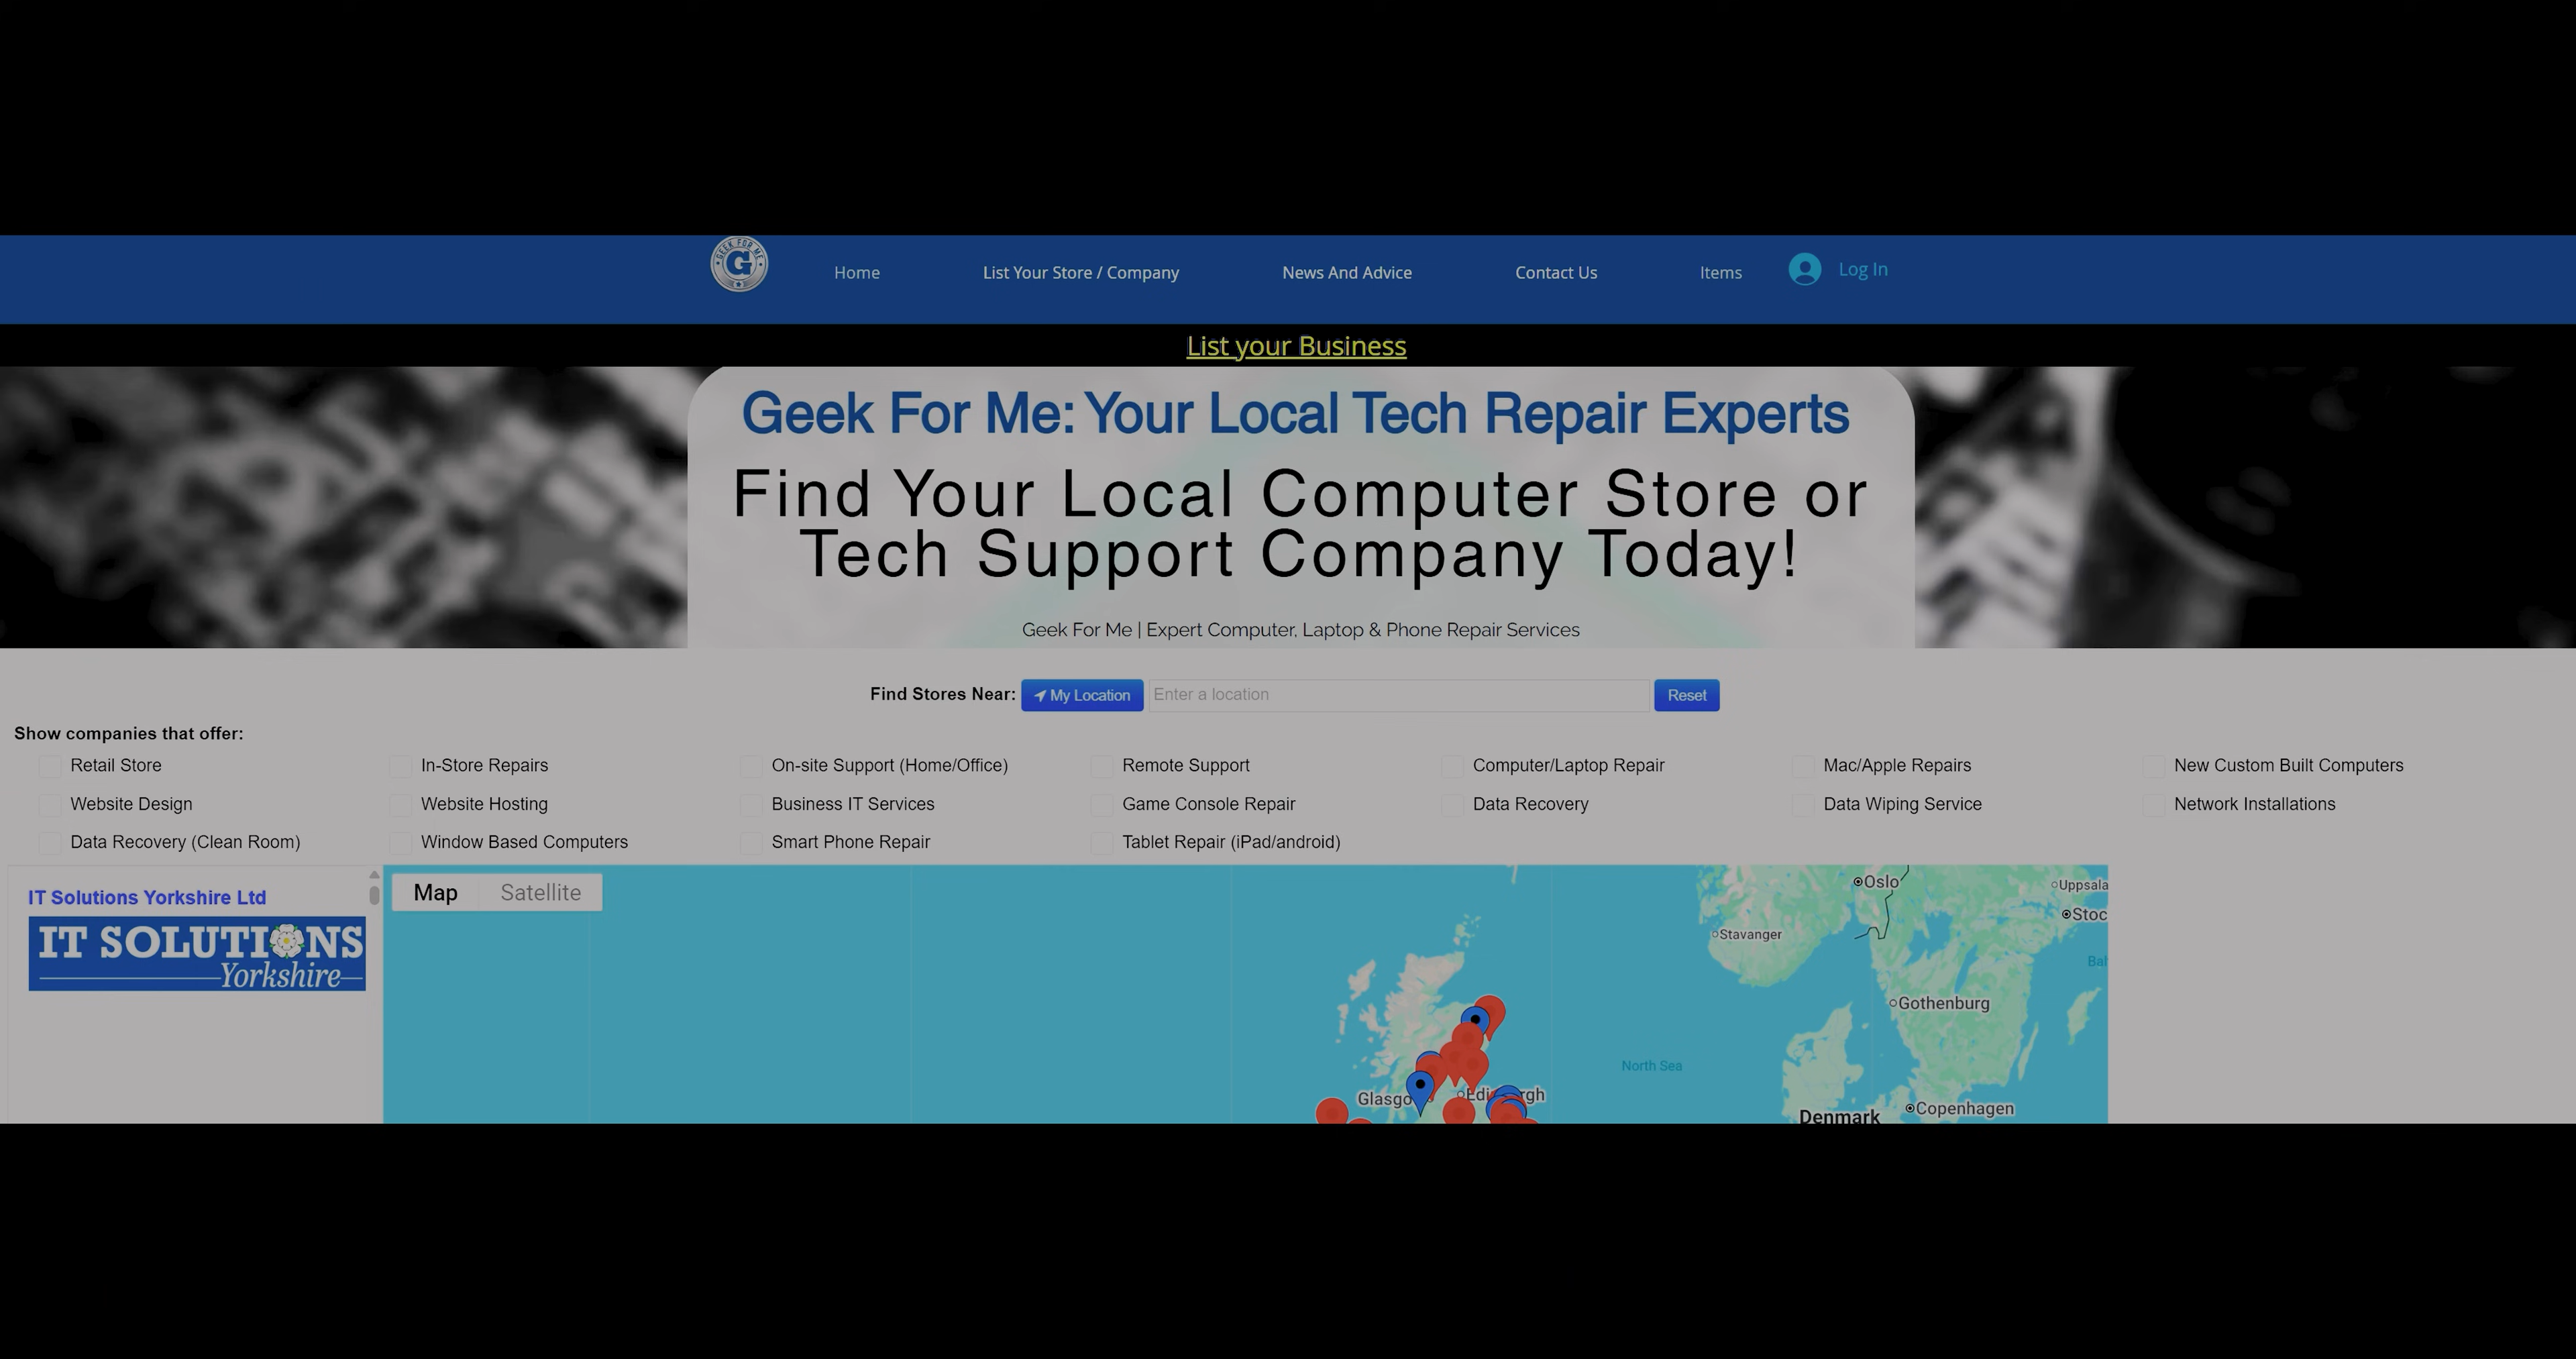 GEEK FOR ME
G
Home
List Your Store / Company
News And Advice
Contact Us
Items
Log In
List your Business
Geek For Me: Your Local Tech Repair Experts
Find Your Local Computer Store or
Tech Support Company Today!
Geek For Me | Expert Computer, Laptop & Phone Repair Services
Find Stores Near:
My Location
Enter a location
Reset
Show companies that offer:
Retail Store
In-Store Repairs
On-site Support (Home/Office)
Remote Support
Computer/Laptop Repair
Mac/Apple Repairs
New Custom Built Computers
Website Design
Website Hosting
Business IT Services
Game Console Repair
Data Recovery
Data Wiping Service
Network Installations
Data Recovery (Clean Room)
Window Based Computers
Smart Phone Repair
Tablet Repair (iPad/android)
IT Solutions Yorkshire Ltd
IT SOLUTIONS
Yorkshire
Map
Satellite
Oslo
Uppsala
Stoc
Stavanger
Bal
Gothenburg
North Sea
Glasgo
Denmark
Copenhagen